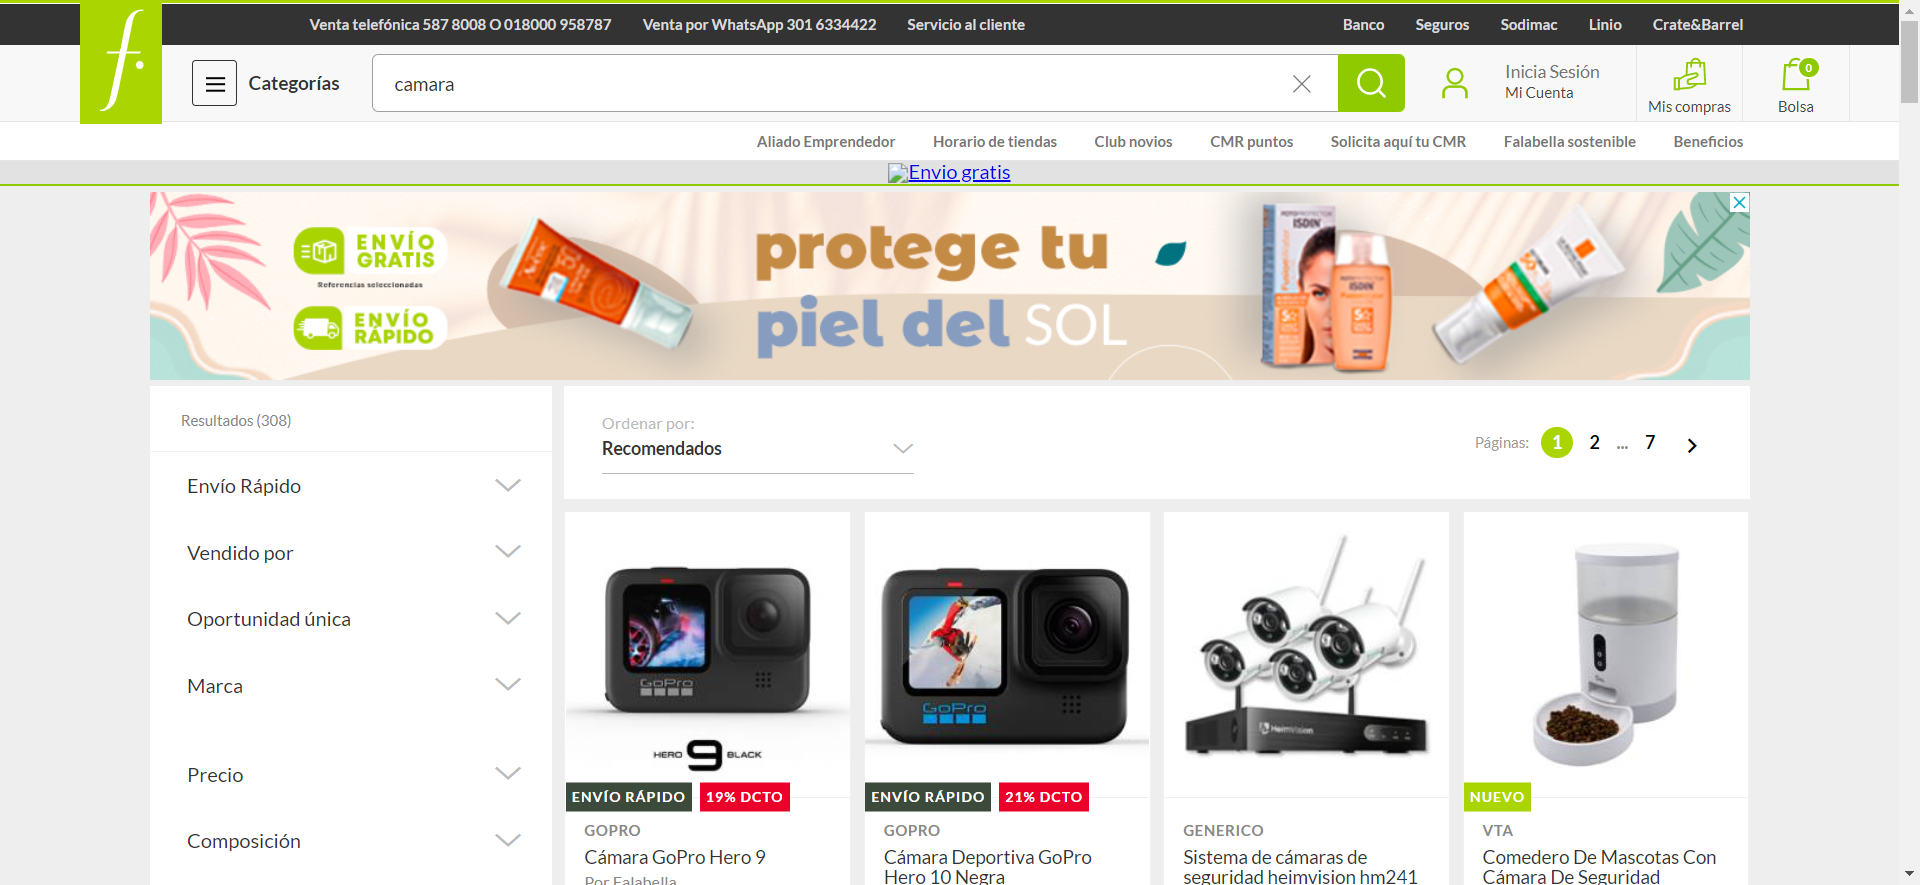 Venta telefónica 587 8008 O 018000 958787
Venta por WhatsApp 301 6334422
Servicio al cliente
Banco
Seguros
Sodimac
Linio
Crate&Barrel
f.
Categorías
camara
Inicia Sesión
Mi Cuenta
Mis compras
0
Bolsa
Aliado Emprendedor
Horario de tiendas
Club novios
CMR puntos
Solicita aquí tu CMR
Falabella sostenible
Beneficios
Envio gratis
ENVÍO
GRATIS
Referencias seleccionadas
ENVÍO
RÁPIDO
protege tu
piel del SOL
ISDIN
ISDIN
Resultados (308)
Envío Rápido
Vendido por
Oportunidad única
Marca
Precio
Composición
Ordenar por:
Recomendados
Páginas:
1
2
...
7
GoPro
HERO 9 BLACK
ENVÍO RÁPIDO
19% DCTO
GOPRO
Cámara GoPro Hero 9
Por Falabella
GoPro
ENVÍO RÁPIDO
21% DCTO
GOPRO
Cámara Deportiva GoPro
Hero 10 Negra
HeimVision
GENERICO
Sistema de cámaras de
seguridad heimvision hm241
NUEVO
VTA
Comedero De Mascotas Con
Cámara De Seguridad